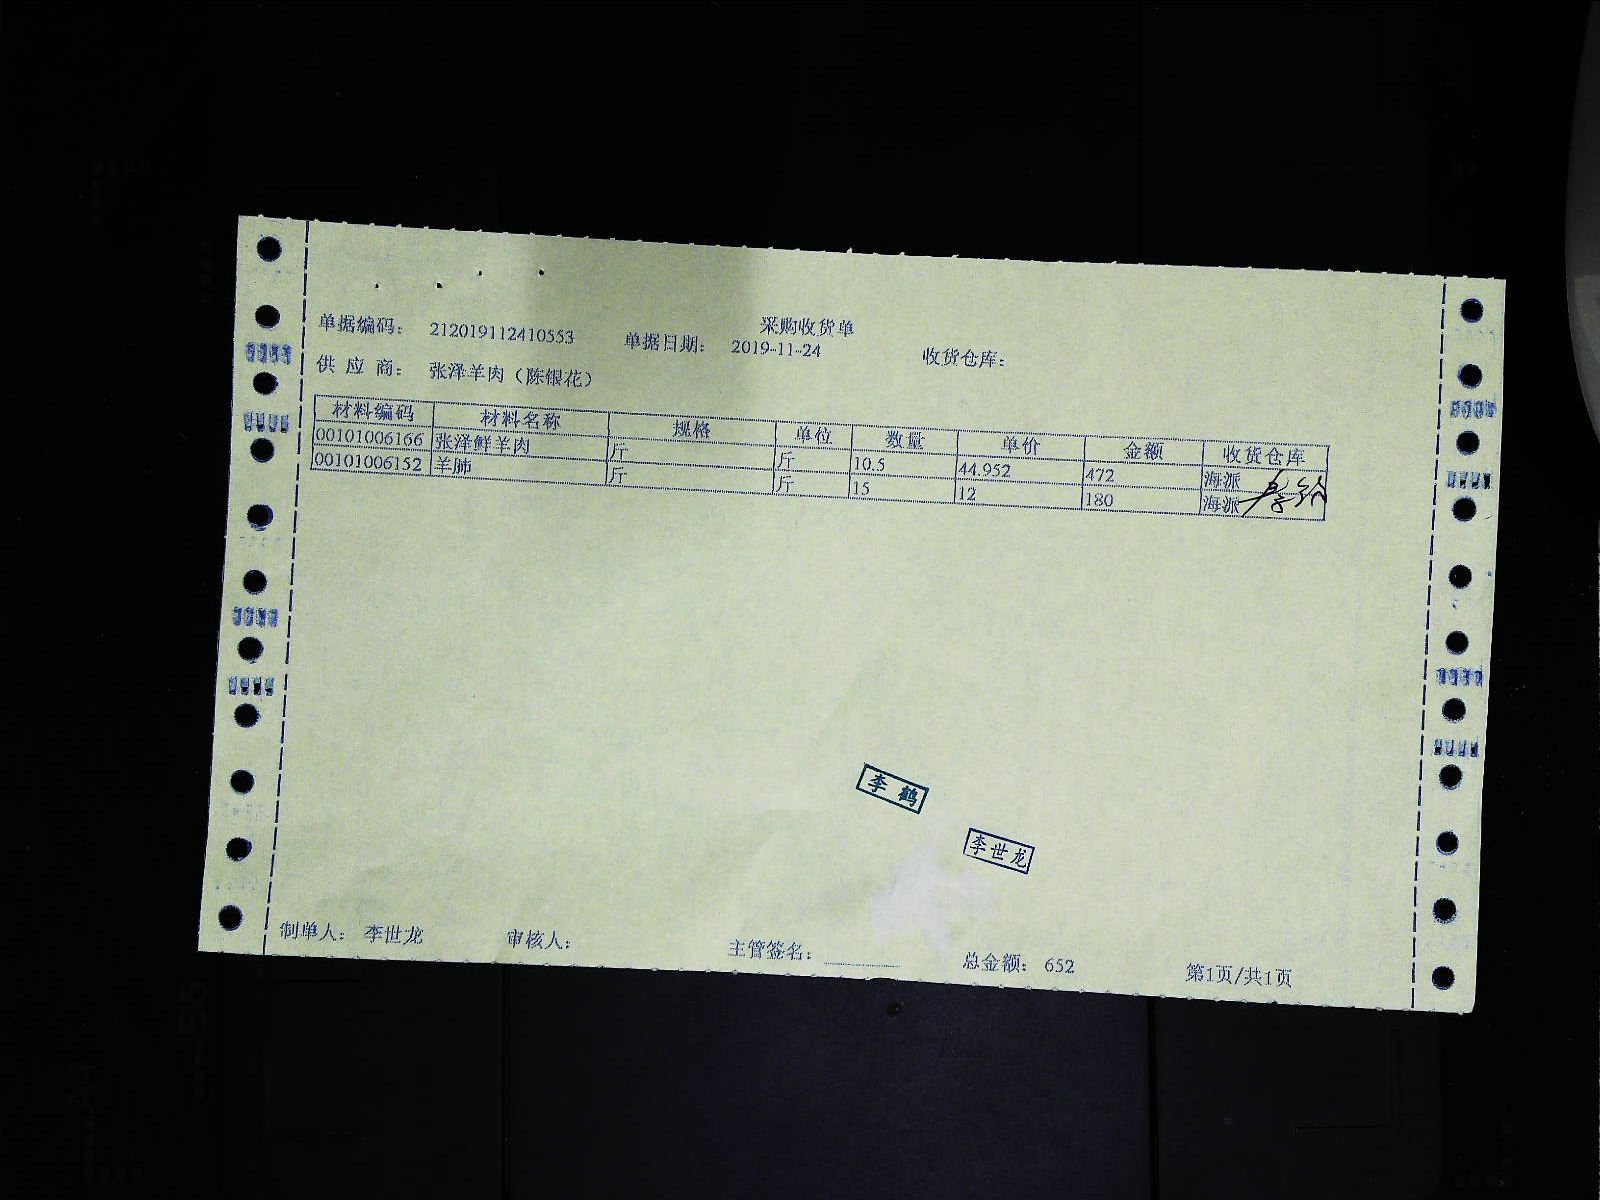 采购收货单
单据编码： 212019112410553 单据日期： 2019-11-24 收货仓库：
供 应 商： 张泽羊肉（陈银花）
材料编码 材料名称 规格 单位 数量 单价 金额 收货仓库
00101006166 张泽鲜羊肉 斤 斤 10.5 44.952 472 海派
00101006152 羊肺 斤 斤 15 12 180 海派
李 鹤
李世龙
制单人： 李世龙 审核人： 主管签名： 总金额： 652 第1页/共1页